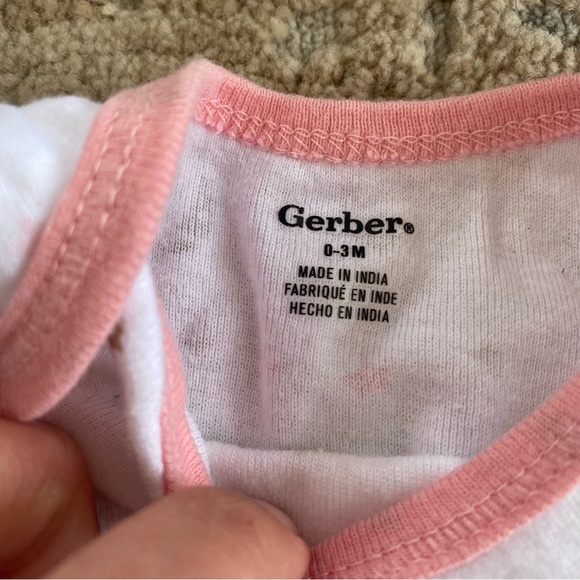 Gerber®
0-3M
MADE IN INDIA
FABRIQUÉ EN INDE
HECHO EN INDIA